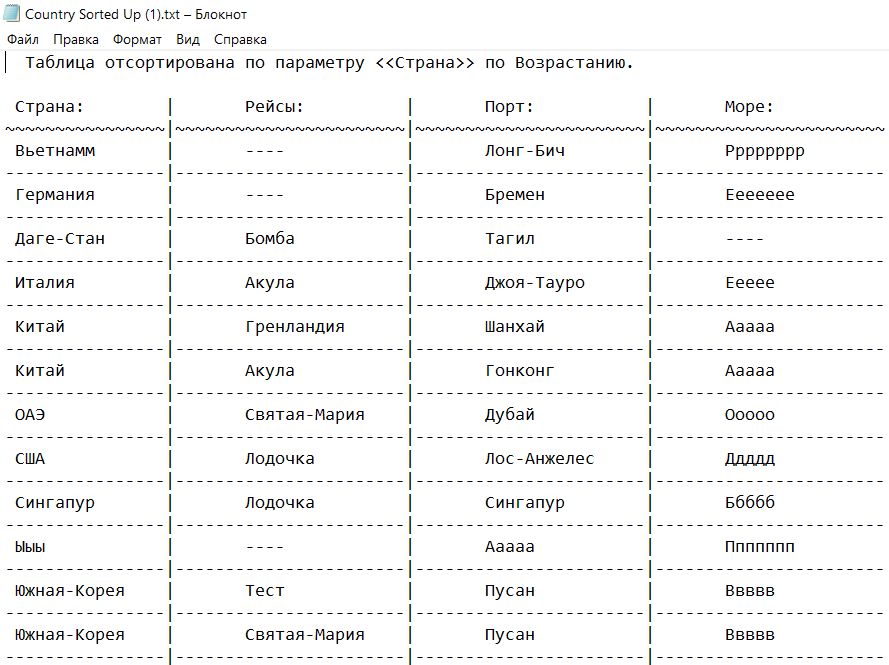 Country Sorted Up (1).txt – Блокнот
Файл Правка Формат Вид Справка
Таблица отсортирована по параметру <<Страна>> по Возрастанию.
Страна: | Рейсы: | Порт: | Море:
~~~~~~~~~~~~~~~~|~~~~~~~~~~~~~~~~~~~~~~~|~~~~~~~~~~~~~~~~~~~~~~~|~~~~~~~~~~~~~~~~~~~~~~~
Вьетнамм | ---- | Лонг-Бич | Рррррррр
----------------|-----------------------|-----------------------|-----------------------
Германия | ---- | Бремен | Еееееее
----------------|-----------------------|-----------------------|-----------------------
Даге-Стан | Бомба | Тагил | ----
----------------|-----------------------|-----------------------|-----------------------
Италия | Акула | Джоя-Тауро | Еееее
----------------|-----------------------|-----------------------|-----------------------
Китай | Гренландия | Шанхай | Ааааа
----------------|-----------------------|-----------------------|-----------------------
Китай | Акула | Гонконг | Ааааа
----------------|-----------------------|-----------------------|-----------------------
ОАЭ | Святая-Мария | Дубай | Ооооо
----------------|-----------------------|-----------------------|-----------------------
США | Лодочка | Лос-Анжелес | Ддддд
----------------|-----------------------|-----------------------|-----------------------
Сингапур | Лодочка | Сингапур | Ббббб
----------------|-----------------------|-----------------------|-----------------------
Ыыы | ---- | Ааааа | Ппппппп
----------------|-----------------------|-----------------------|-----------------------
Южная-Корея | Тест | Пусан | Ввввв
----------------|-----------------------|-----------------------|-----------------------
Южная-Корея | Святая-Мария | Пусан | Ввввв
----------------|-----------------------|-----------------------|-----------------------